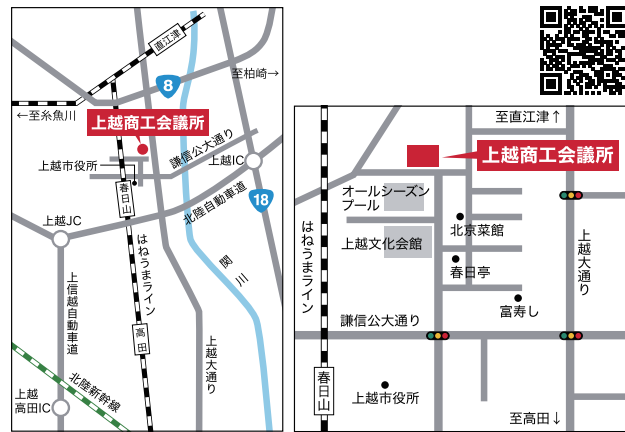 直江津
至柏崎→
8
←至糸魚川
上越商工会議所
謙信公大通り
上越市役所
上越IC
春日山
北陸自動車道
18
上越JC
はねうまライン
関川
上信越自動車道
高田
上越大通り
北陸新幹線
上越
高田IC
至直江津↑
上越商工会議所
オールシーズン
プール
北京菜館
上越文化会館
はねうまライン
上越大通り
春日亭
富寿し
謙信公大通り
春日山
上越市役所
至高田↓